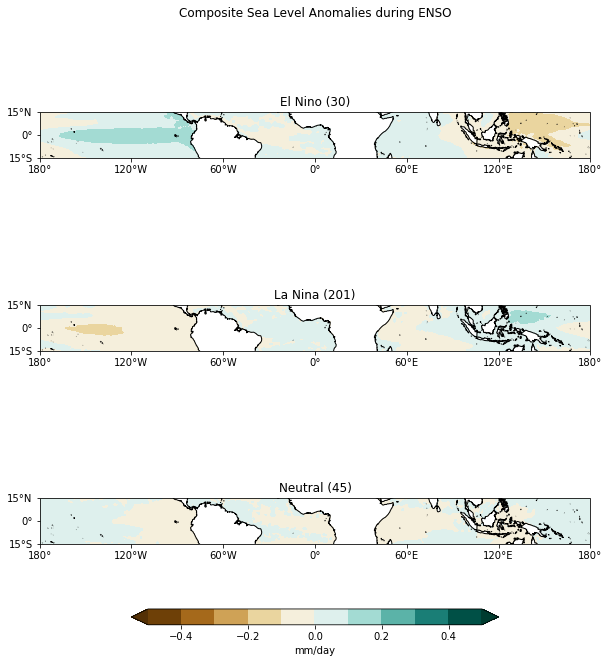 Composite Sea Level Anomalies during ENSO
El Nino (30)
15°N
0°
15°S
180° 120°W 60°W 0° 60°E 120°E 180°
La Nina (201)
15°N
0°
15°S
180° 120°W 60°W 0° 60°E 120°E 180°
Neutral (45)
15°N
0°
15°S
180° 120°W 60°W 0° 60°E 120°E 180°
−0.4 −0.2 0.0 0.2 0.4
mm/day